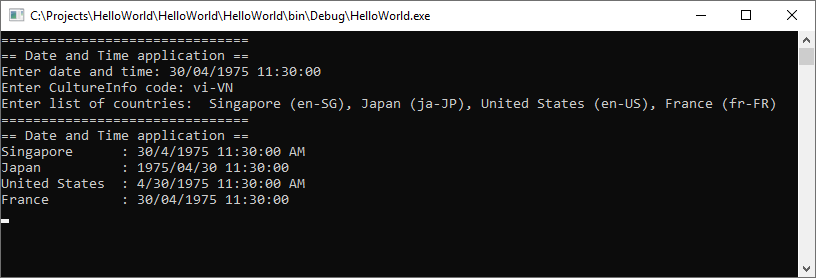 C:\Projects\HelloWorld\HelloWorld\HelloWorld\bin\Debug\HelloWorld.exe
===============================
== Date and Time application ==
Enter date and time: 30/04/1975 11:30:00
Enter CultureInfo code: vi-VN
Enter list of countries:  Singapore (en-SG), Japan (ja-JP), United States (en-US), France (fr-FR)
===============================
== Date and Time application ==
Singapore      : 30/4/1975 11:30:00 AM
Japan          : 1975/04/30 11:30:00
United States  : 4/30/1975 11:30:00 AM
France         : 30/04/1975 11:30:00